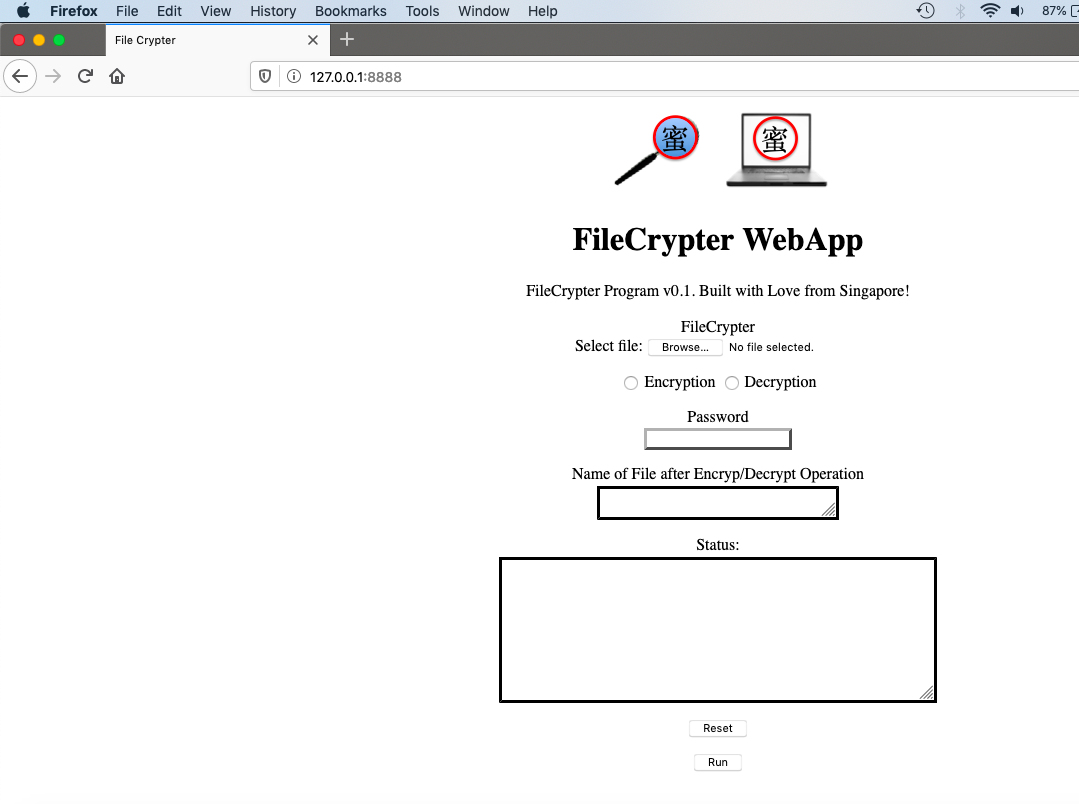 Firefox File Edit View History Bookmarks Tools Window Help 87%
File Crypter
127.0.0.1:8888
蜜 蜜
FileCrypter WebApp
FileCrypter Program v0.1. Built with Love from Singapore!
FileCrypter
Select file: Browse... No file selected.
Encryption Decryption
Password
Name of File after Encryp/Decrypt Operation
Status:
Reset
Run